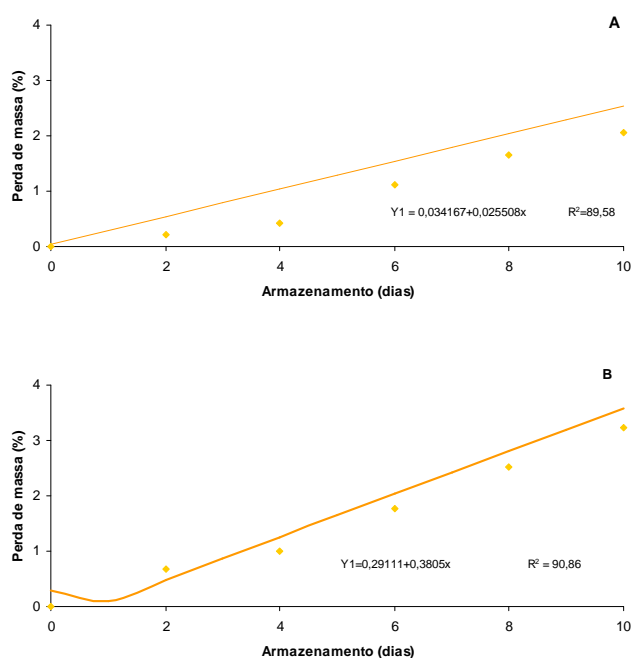 A
Perda de massa (%)
4
3
2
1
0
Y1 = 0,034167+0,025508x R²=89,58
0 2 4 6 8 10
Armazenamento (dias)
B
Perda de massa (%)
4
3
2
1
0
Y1=0,29111+0,3805x R² = 90,86
0 2 4 6 8 10
Armazenamento (dias)